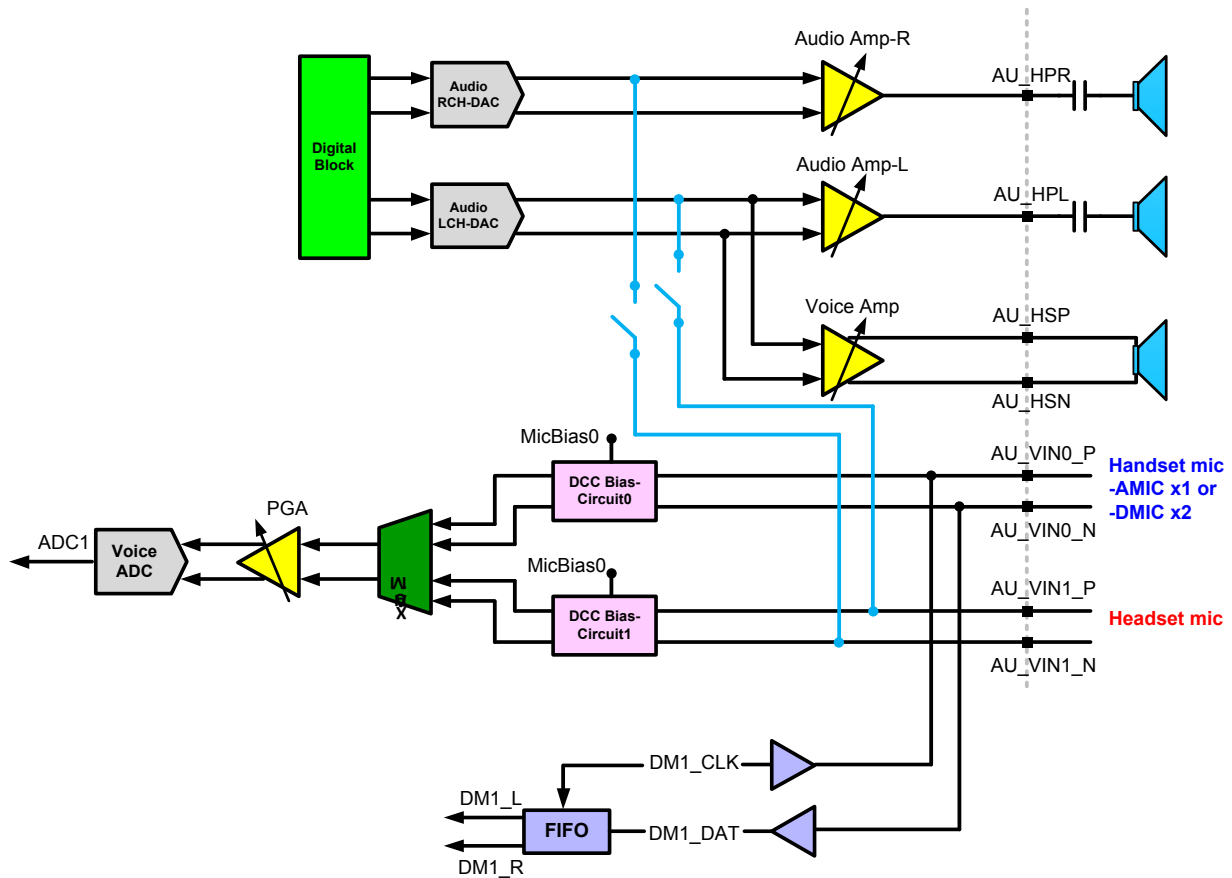 Audio Amp-R
AU_HPR
Audio
RCH-DAC
Digital
Block
Audio Amp-L
AU_HPL
Audio
LCH-DAC
Voice Amp
AU_HSP
AU_HSN
MicBias0
AU_VIN0_P
Handset mic
-AMIC x1 or
-DMIC x2
DCC Bias-
Circuit0
PGA
AU_VIN0_N
ADC1
Voice
ADC
MicBias0
AU_VIN1_P
DCC Bias-
Circuit1
Headset mic
AU_VIN1_N
DM1_CLK
DM1_L
FIFO
DM1_DAT
DM1_R